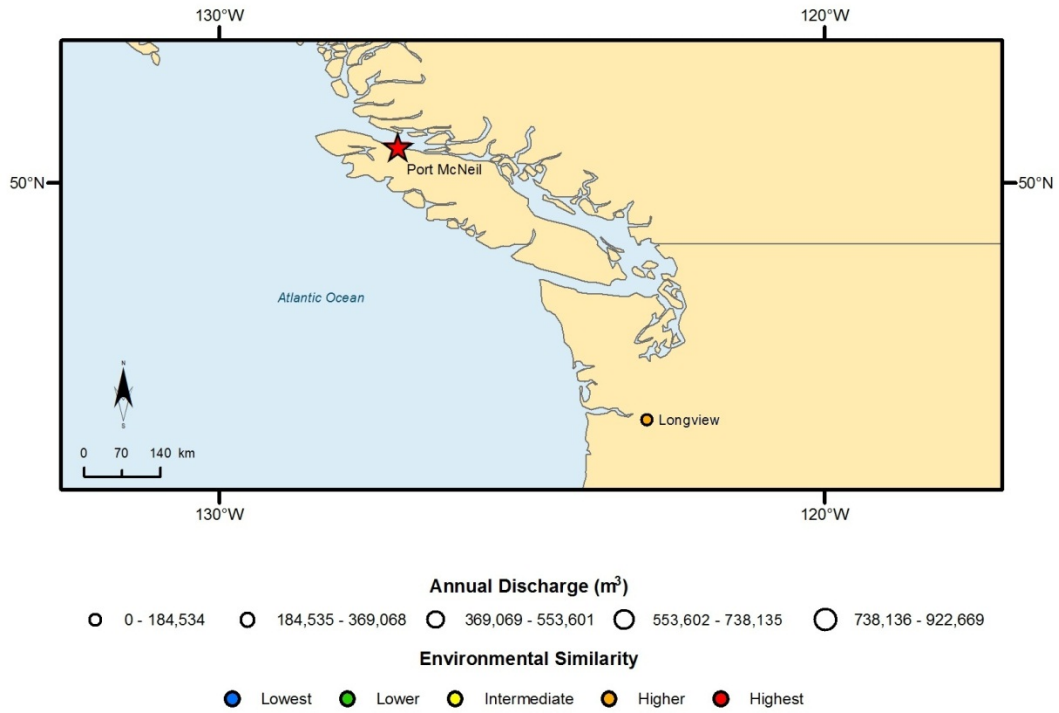 130°W 120°W
50°N 50°N
Port McNeil
Atlantic Ocean
N
S
Longview
0 70 140 km
130°W 120°W
Annual Discharge (m³)
0 - 184,534 184,535 - 369,068 369,069 - 553,601 553,602 - 738,135 738,136 - 922,669
Environmental Similarity
Lowest Lower Intermediate Higher Highest